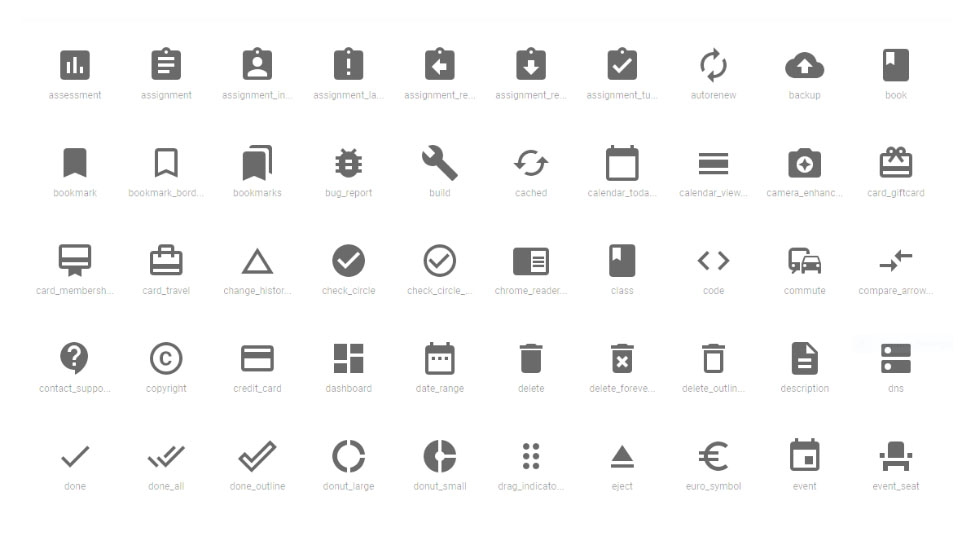 assessment assignment assignment_in... assignment_la... assignment_re... assignment_re... assignment_tu... autorenew backup book
bookmark bookmark_bord... bookmarks bug_report build cached calendar_toda... calendar_view... camera_enhanc... card_giftcard
card_membersh... card_travel change_histor... check_circle check_circle_... chrome_reader... class code commute compare_arrow...
contact_suppo... copyright credit_card dashboard date_range delete delete_foreve... delete_outlin... description dns
done done_all done_outline donut_large donut_small drag_indicato... eject euro_symbol event event_seat